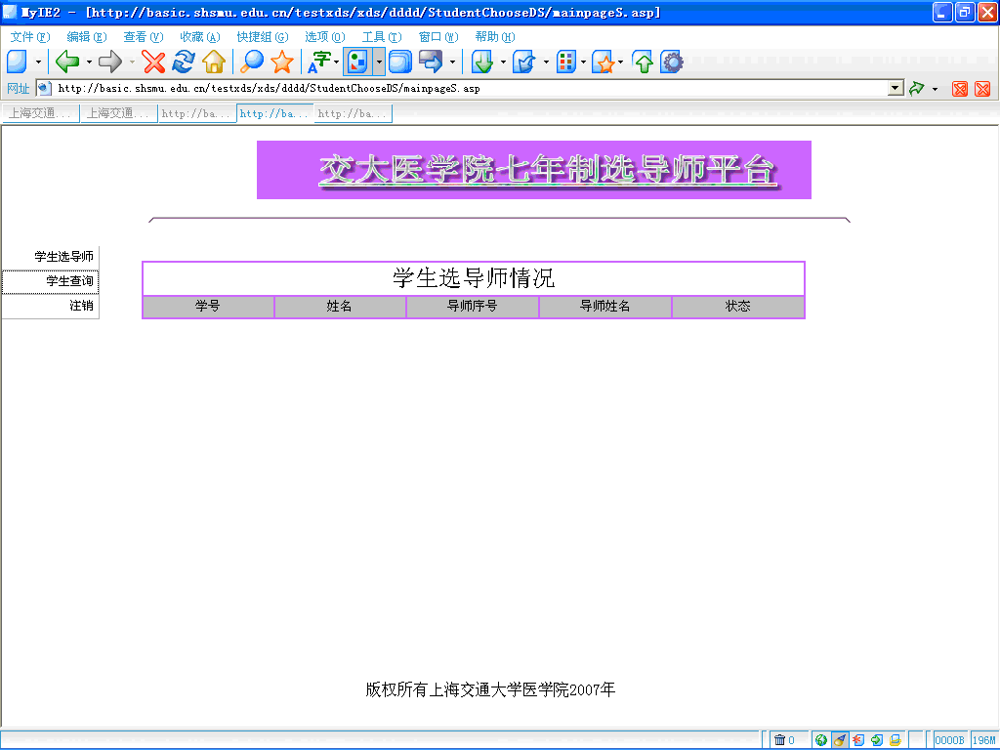 MyIE2 - [http://basic.shsmu.edu.cn/testxds/xds/dddd/StudentChooseDS/mainpageS.asp]
文件(F) 编辑(E) 查看(V) 收藏(A) 快捷组(G) 选项(O) 工具(T) 窗口(W) 帮助(H)
字 A
网址 http://basic.shsmu.edu.cn/testxds/xds/dddd/StudentChooseDS/mainpageS.asp
上海交通... 上海交通... http://ba... http://ba... http://ba...
交大医学院七年制选导师平台
学生选导师
学生查询
注销
学生选导师情况
学号 姓名 导师序号 导师姓名 状态
版权所有上海交通大学医学院2007年
0 0000B 196M